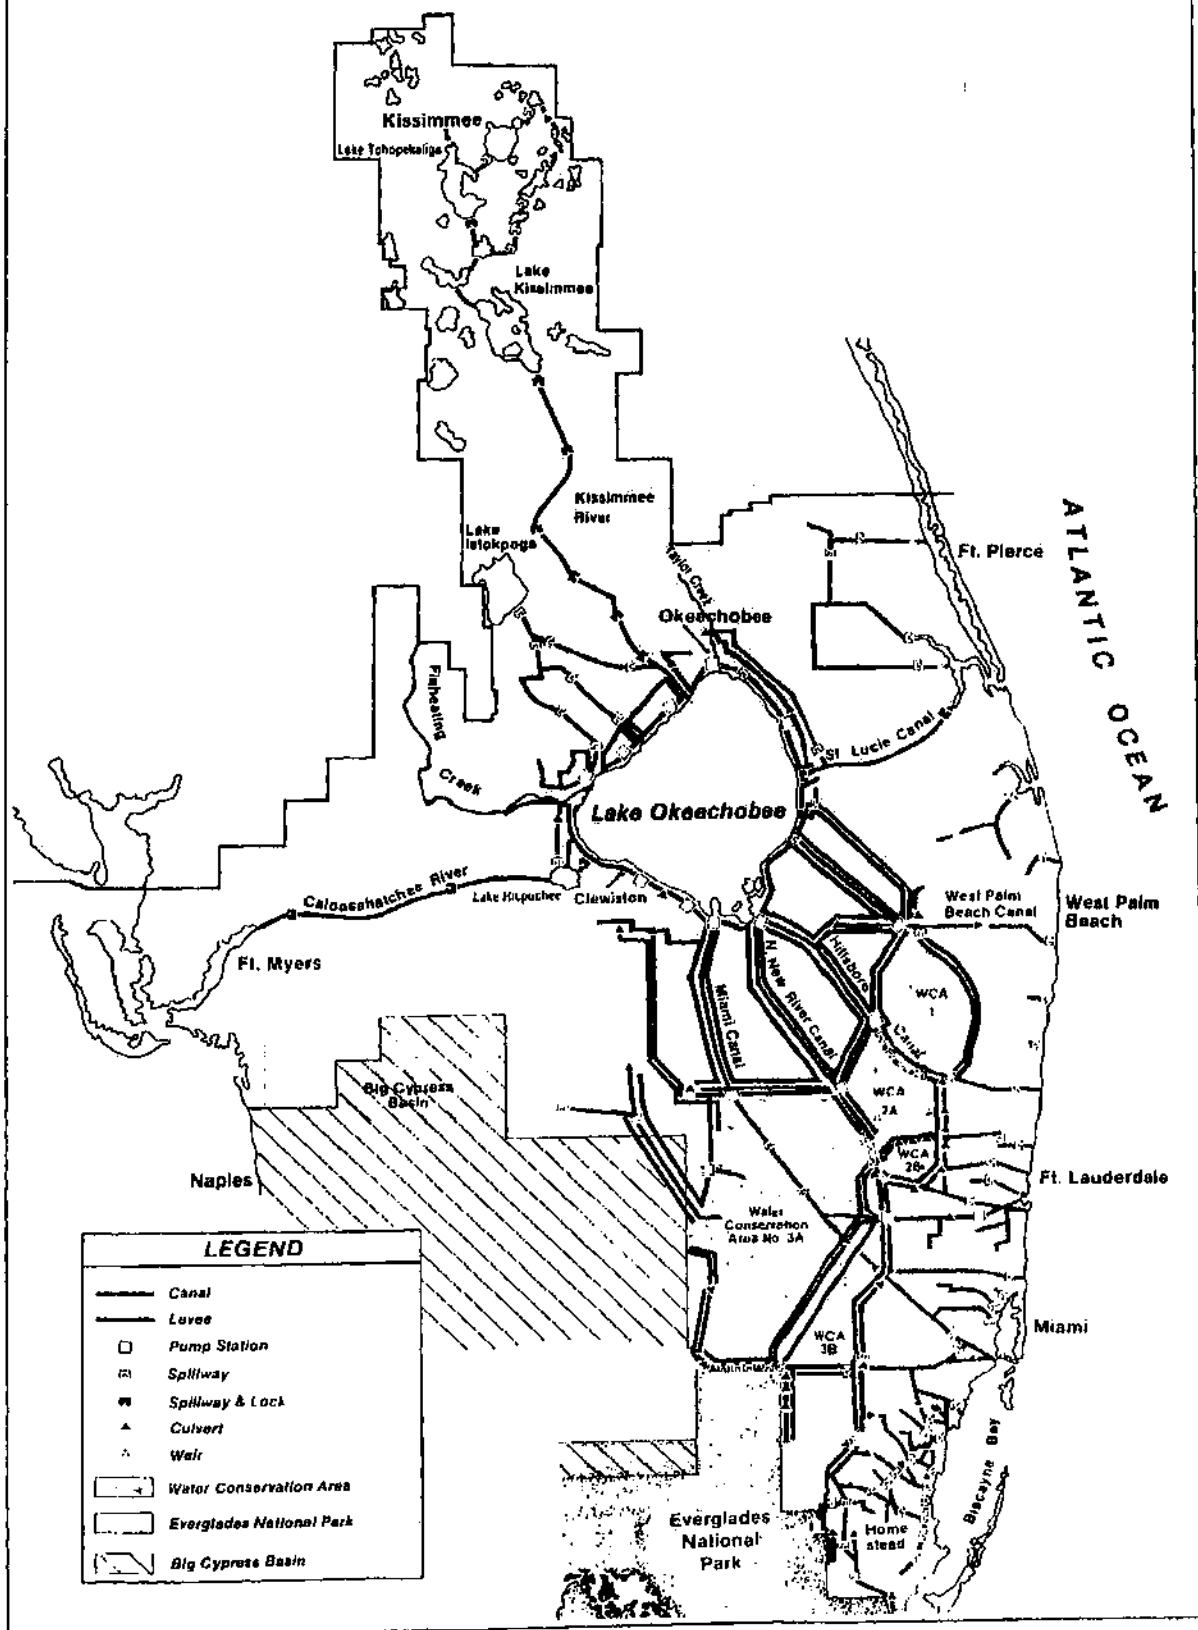 Kissimmee
Lake Tohopekaliga
Lake
Kissimmee
Kissimmee
River
Lake
Istokpoga
Taylor Creek
Ft. Pierce
ATLANTIC OCEAN
Okeechobee
Fisheating
Creek
St Lucie Canal
Lake Okeechobee
Caloosahatchee River
Lake Hicpochee
Clewiston
West Palm
Beach Canal
West Palm
Beach
Ft. Myers
Hillsboro
Canal
N. New River Canal
Miami Canal
WCA
1
Big Cypress
Basin
WCA
2A
WCA
2B
Naples
Ft. Lauderdale
Water
Conservation
Area No. 3A
WCA
3B
Miami
Biscayne Bay
Everglades
National
Park
Home
stead
LEGEND
Canal
Levee
Pump Station
Spillway
Spillway & Lock
Culvert
Weir
Water Conservation Area
Everglades National Park
Big Cypress Basin